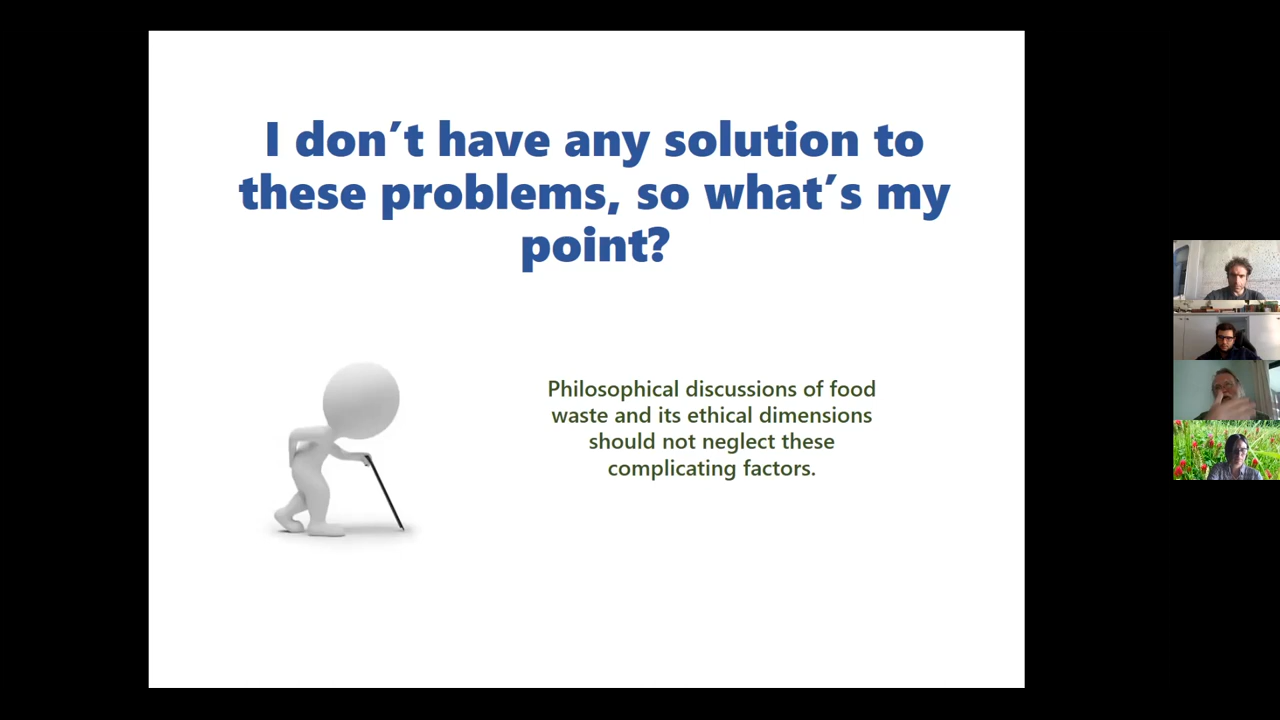 I don’t have any solution to
these problems, so what’s my
point?
Philosophical discussions of food
waste and its ethical dimensions
should not neglect these
complicating factors.